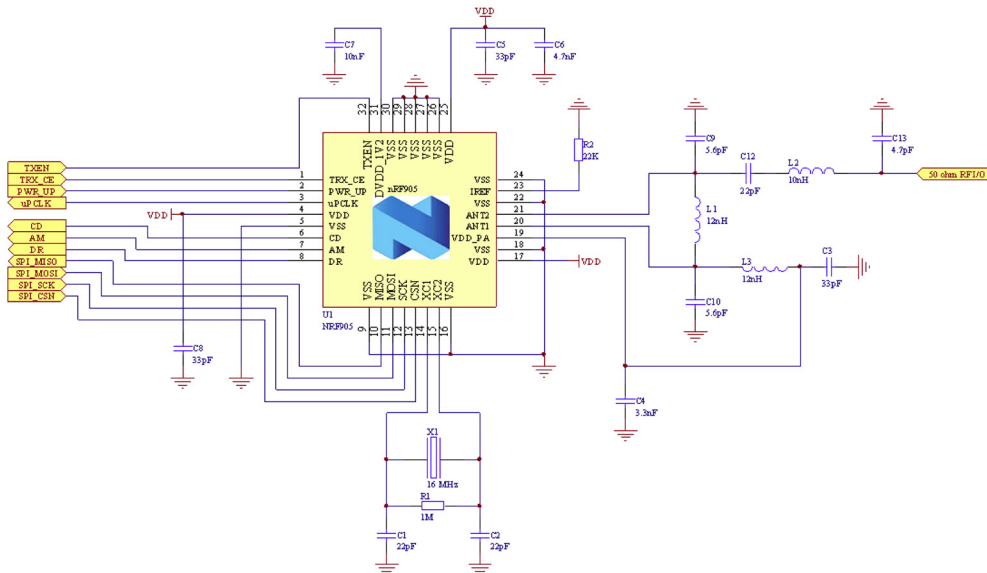 VDD
C7
10nF
C5
33pF
C6
4.7nF
32
31
30
29
28
27
26
25
TXEN
DVDD_1V2
VSS
VSS
VSS
VSS
VSS
VDD
nRF905
R2
22K
C9
5.6pF
C12
22pF
L2
10nH
C13
4.7pF
50 ohm RFI/O
TXEN
TRX_CE
PWR_UP
uPCLK
CD
AM
DR
SPI_MISO
SPI_MOSI
SPI_SCK
SPI_CSN
VDD
1
2
3
4
5
6
7
8
TRX_CE
PWR_UP
uPCLK
VDD
VSS
CD
AM
DR
VSS
IREF
VSS
ANT2
ANT1
VDD_PA
VSS
VDD
24
23
22
21
20
19
18
17
VDD
L1
12nH
L3
12nH
C3
33pF
C10
5.6pF
U1
NRF905
VSS
MISO
MOSI
SCK
CSN
XC1
XC2
VSS
9
10
11
12
13
14
15
16
C8
33pF
C4
3.3nF
X1
16 MHz
R1
1M
C1
22pF
C2
22pF